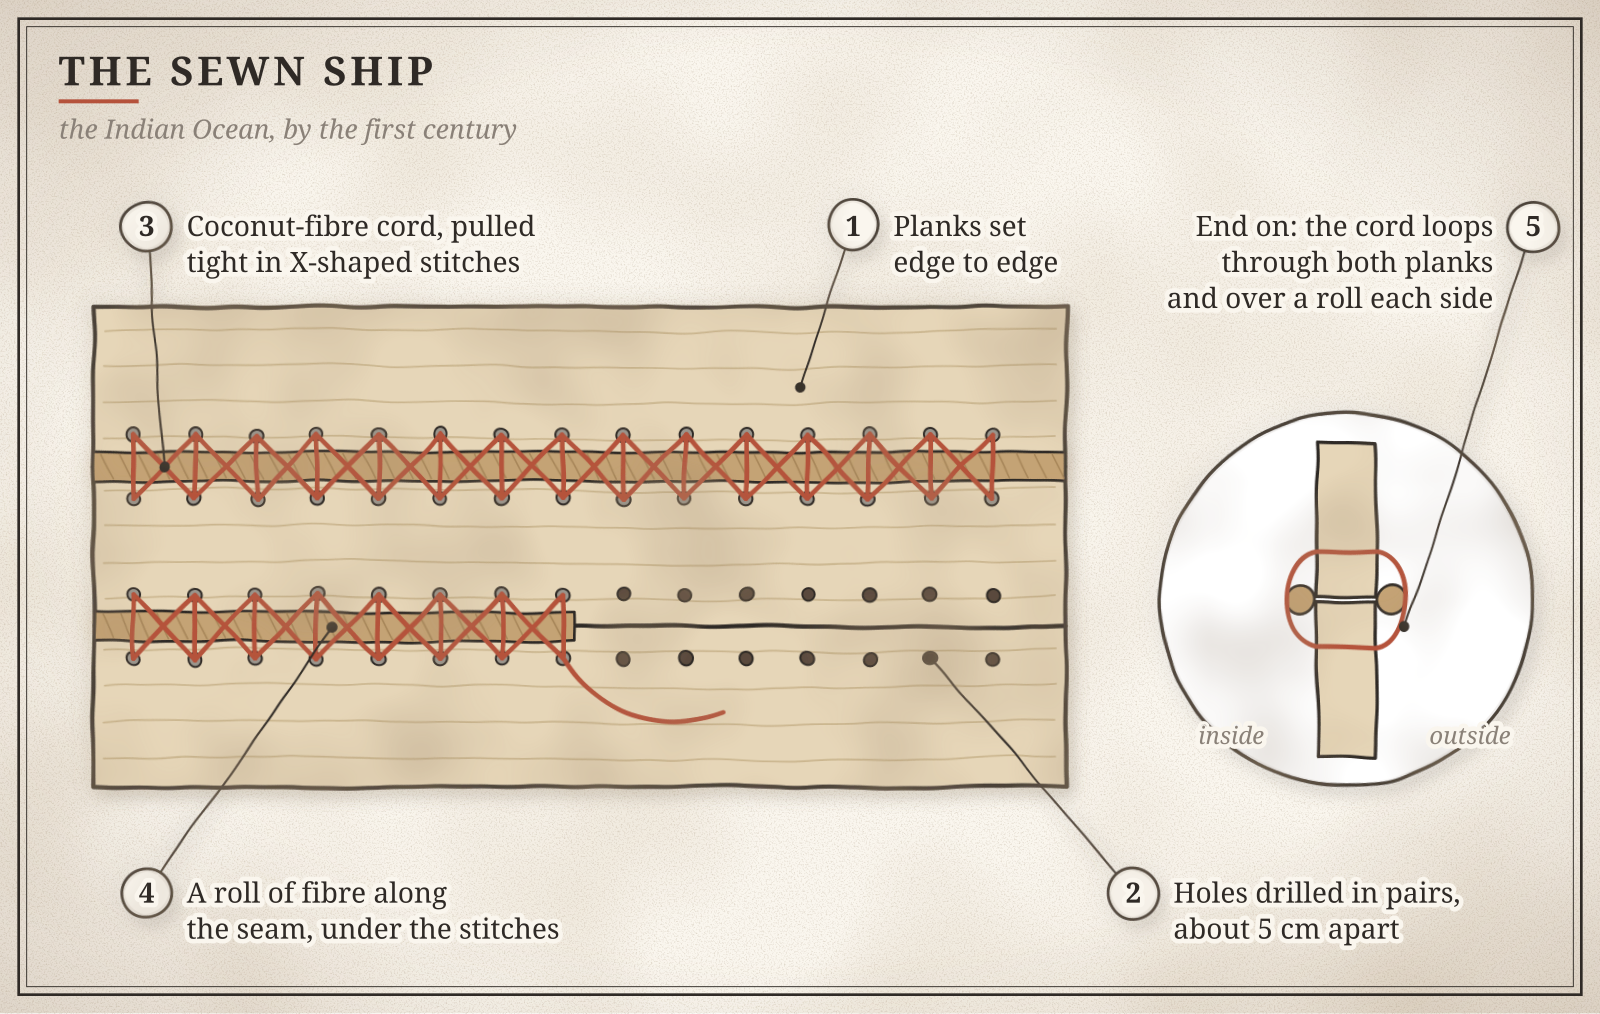 THE SEWN SHIP
the Indian Ocean, by the first century
3
Coconut-fibre cord, pulled
tight in X-shaped stitches
1
Planks set
edge to edge
5
End on: the cord loops
through both planks
and over a roll each side
inside
outside
4
A roll of fibre along
the seam, under the stitches
2
Holes drilled in pairs,
about 5 cm apart